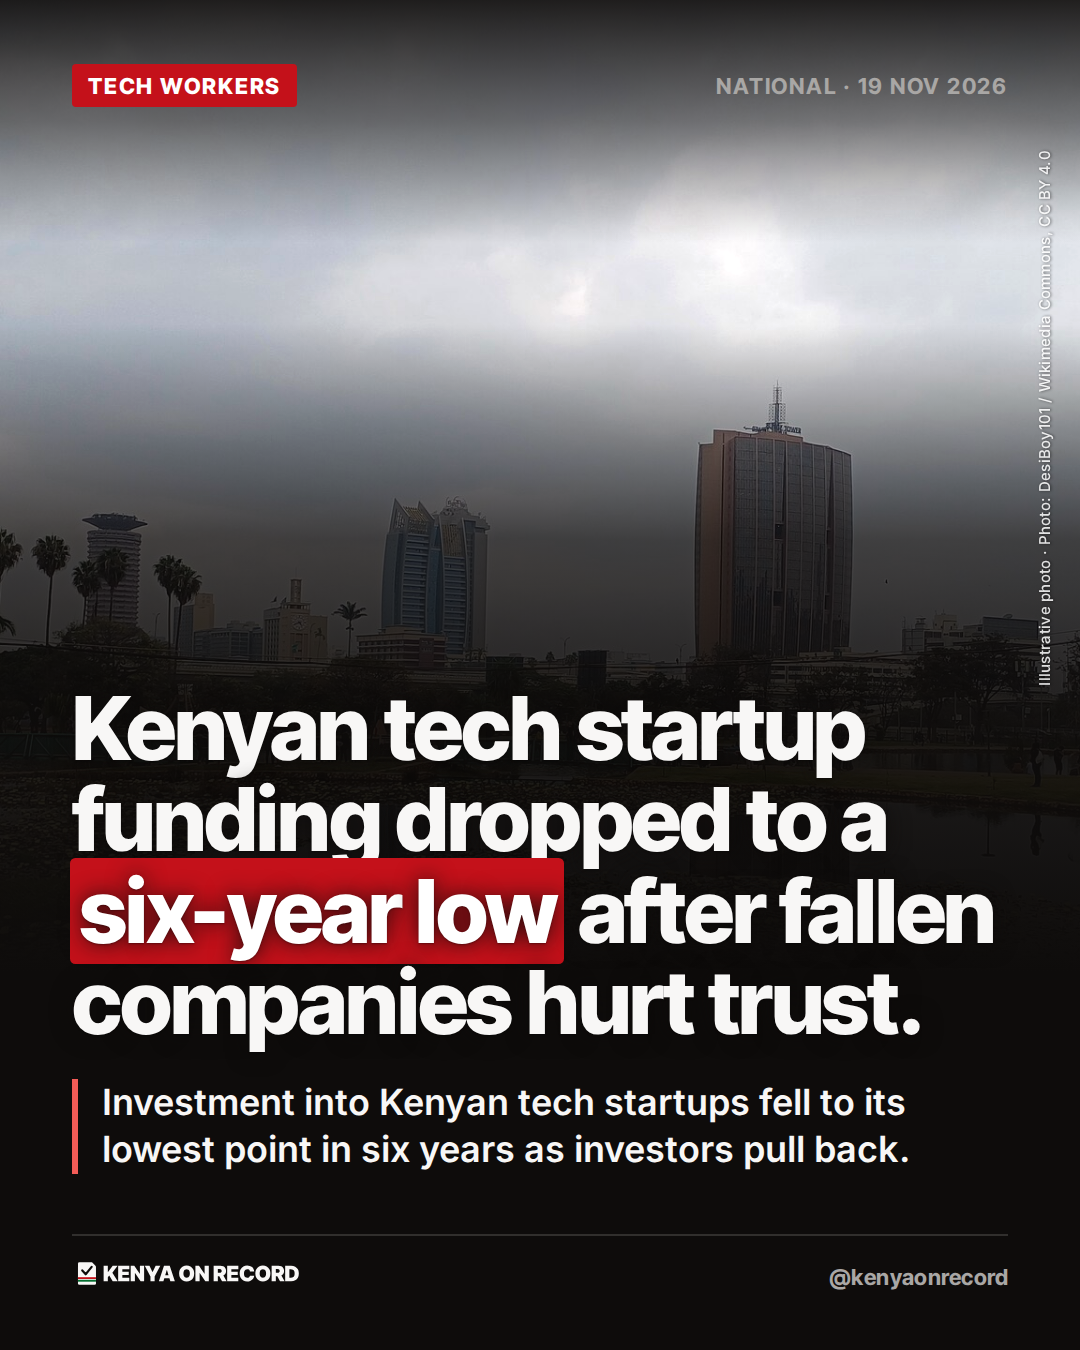 TECH WORKERS
NATIONAL · 19 NOV 2026
Illustrative photo · Photo: DesiBoy101 / Wikimedia Commons, CC BY 4.0
Kenyan tech startup
funding dropped to a
six-year low after fallen
companies hurt trust.
Investment into Kenyan tech startups fell to its
lowest point in six years as investors pull back.
KENYA ON RECORD
@kenyaonrecord